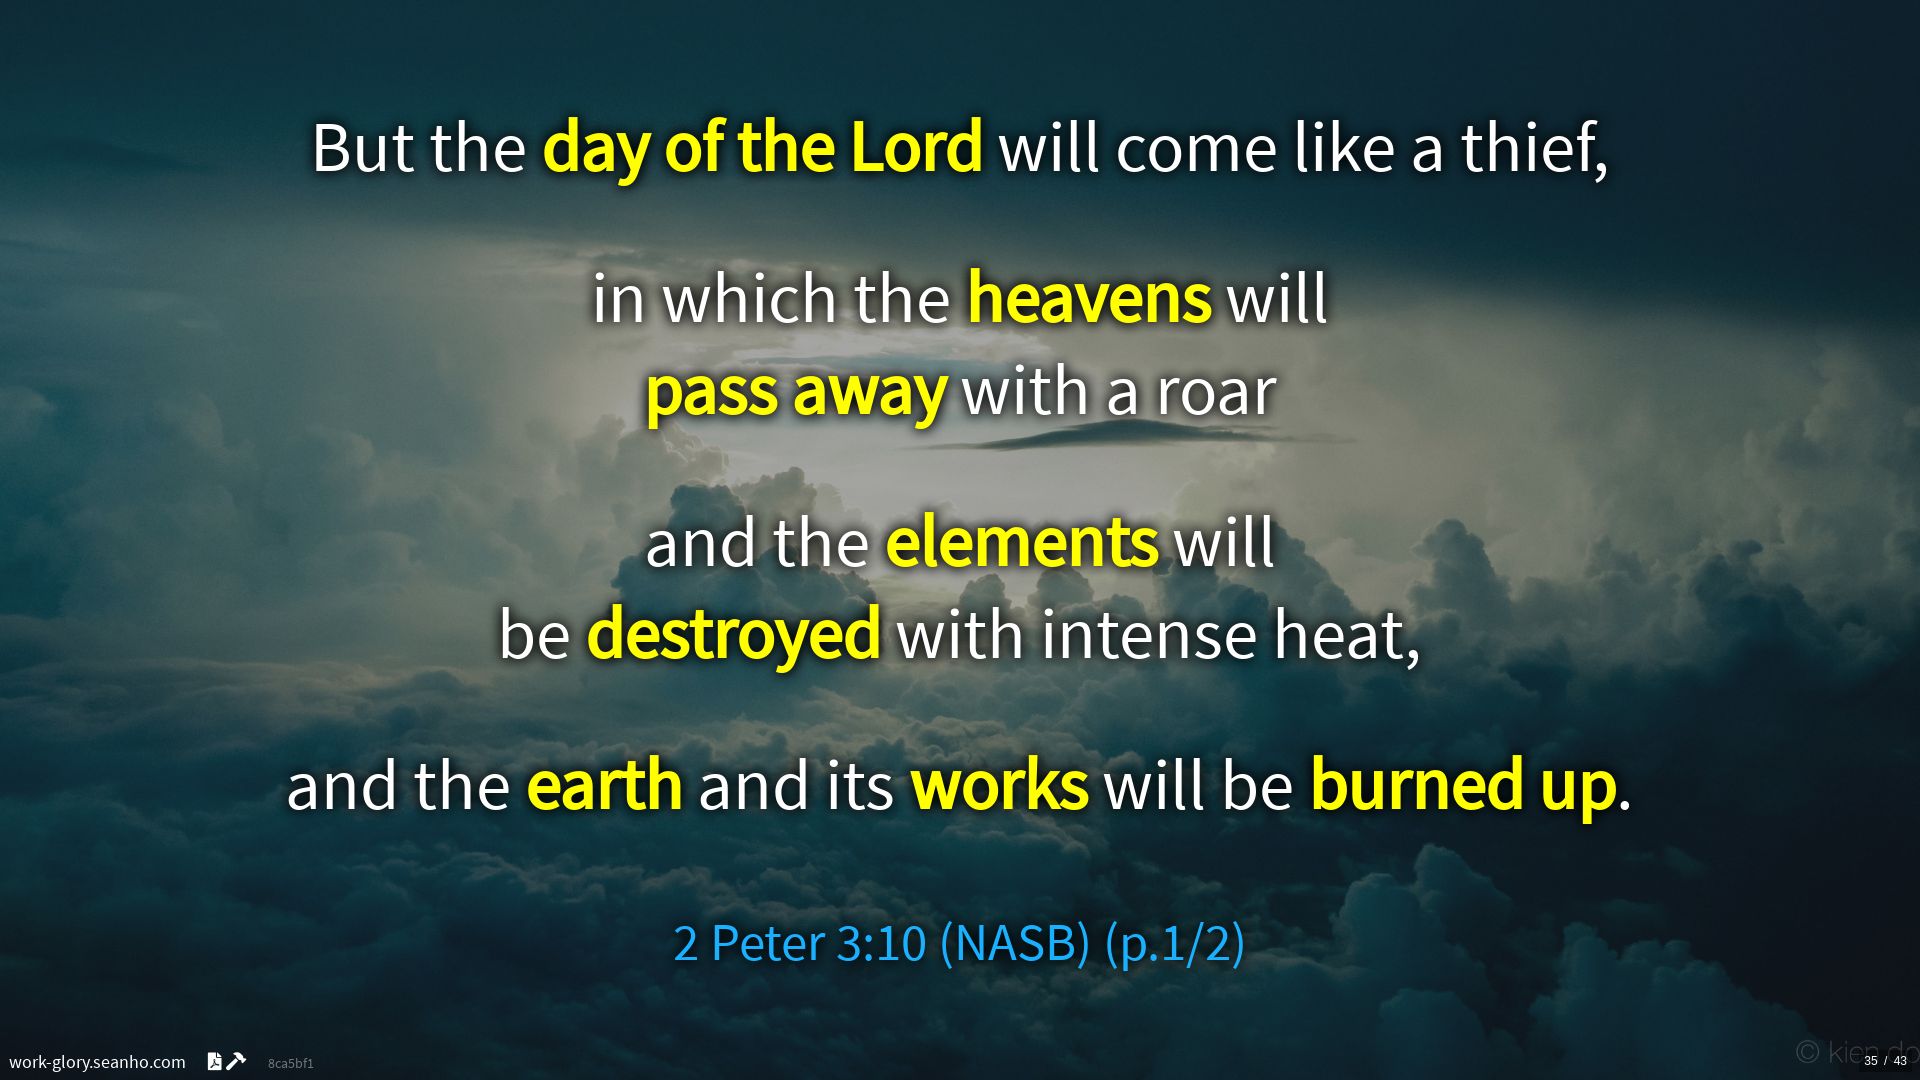 But the day of the Lord will come like a thief,
in which the heavens will
pass away with a roar
and the elements will
be destroyed with intense heat,
and the earth and its works will be burned up.
2 Peter 3:10 (NASB) (p.1/2)
work-glory.seanho.com 8ca5bf1
© kien do
35 / 43